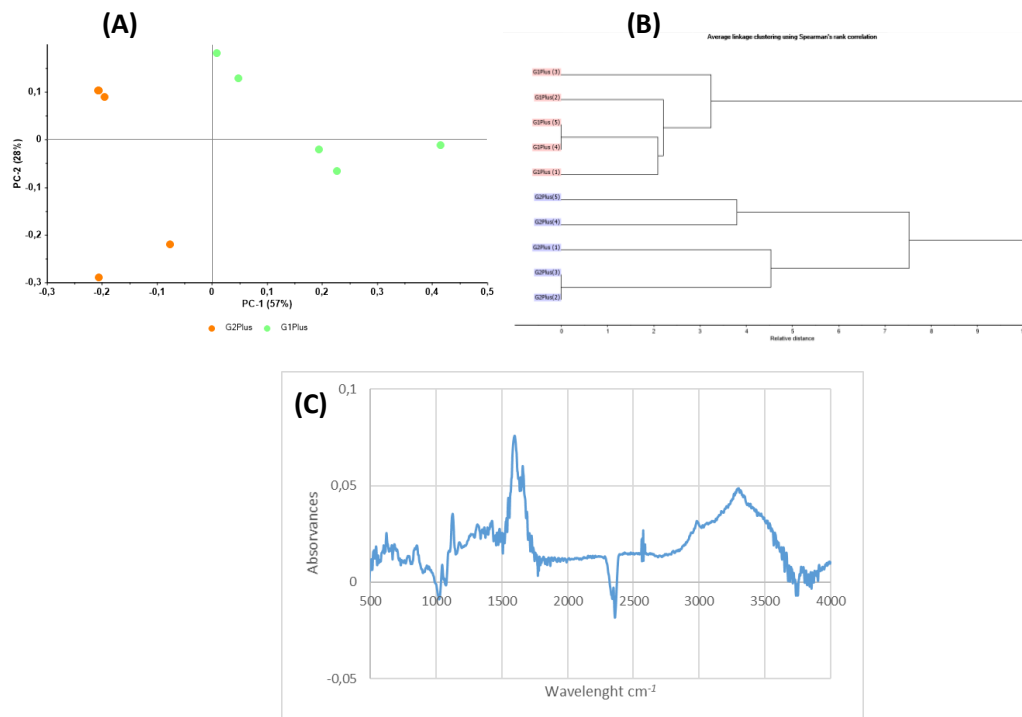 (A)
0,1
0
-0,1
-0,2
-0,3
PC-2 (28%)
-0,3 -0,2 -0,1 0 0,1 0,2 0,3 0,4 0,5
PC-1 (57%)
G2Plus G1Plus
(B)
Average linkage clustering using Spearman's rank correlation
G1Plus (3)
G1Plus(2)
G1Plus (5)
G1Plus (4)
G1Plus (1)
G2Plus(5)
G2Plus(4)
G2Plus (1)
G2Plus(3)
G2Plus(2)
0 1 2 3 4 5 6 7 8 9
Relative distance
(C)
0,1
0,05
0
-0,05
Absorvances
500 1000 1500 2000 2500 3000 3500 4000
Wavelenght cm-1